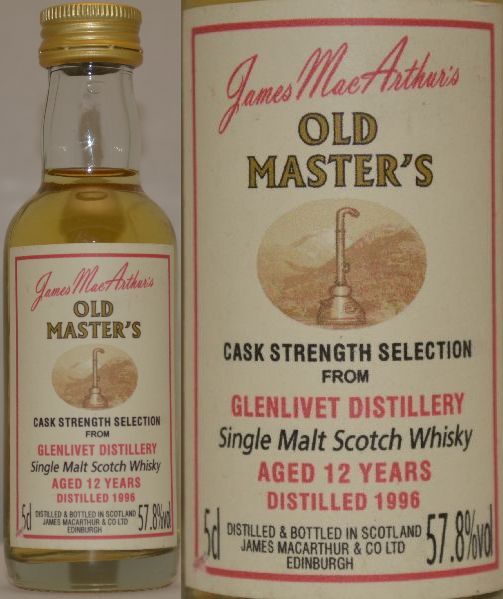 James MacArthur's
OLD
MASTER'S
CASK STRENGTH SELECTION
FROM
GLENLIVET DISTILLERY
Single Malt Scotch Whisky
AGED 12 YEARS
DISTILLED 1996
5cl DISTILLED & BOTTLED IN SCOTLAND 57.8%vol
JAMES MACARTHUR & CO LTD
EDINBURGH
James MacArthur's
OLD
MASTER'S
CASK STRENGTH SELECTION
FROM
GLENLIVET DISTILLERY
Single Malt Scotch Whisky
AGED 12 YEARS
DISTILLED 1996
5cl DISTILLED & BOTTLED IN SCOTLAND 57.8%vol
JAMES MACARTHUR & CO LTD
EDINBURGH